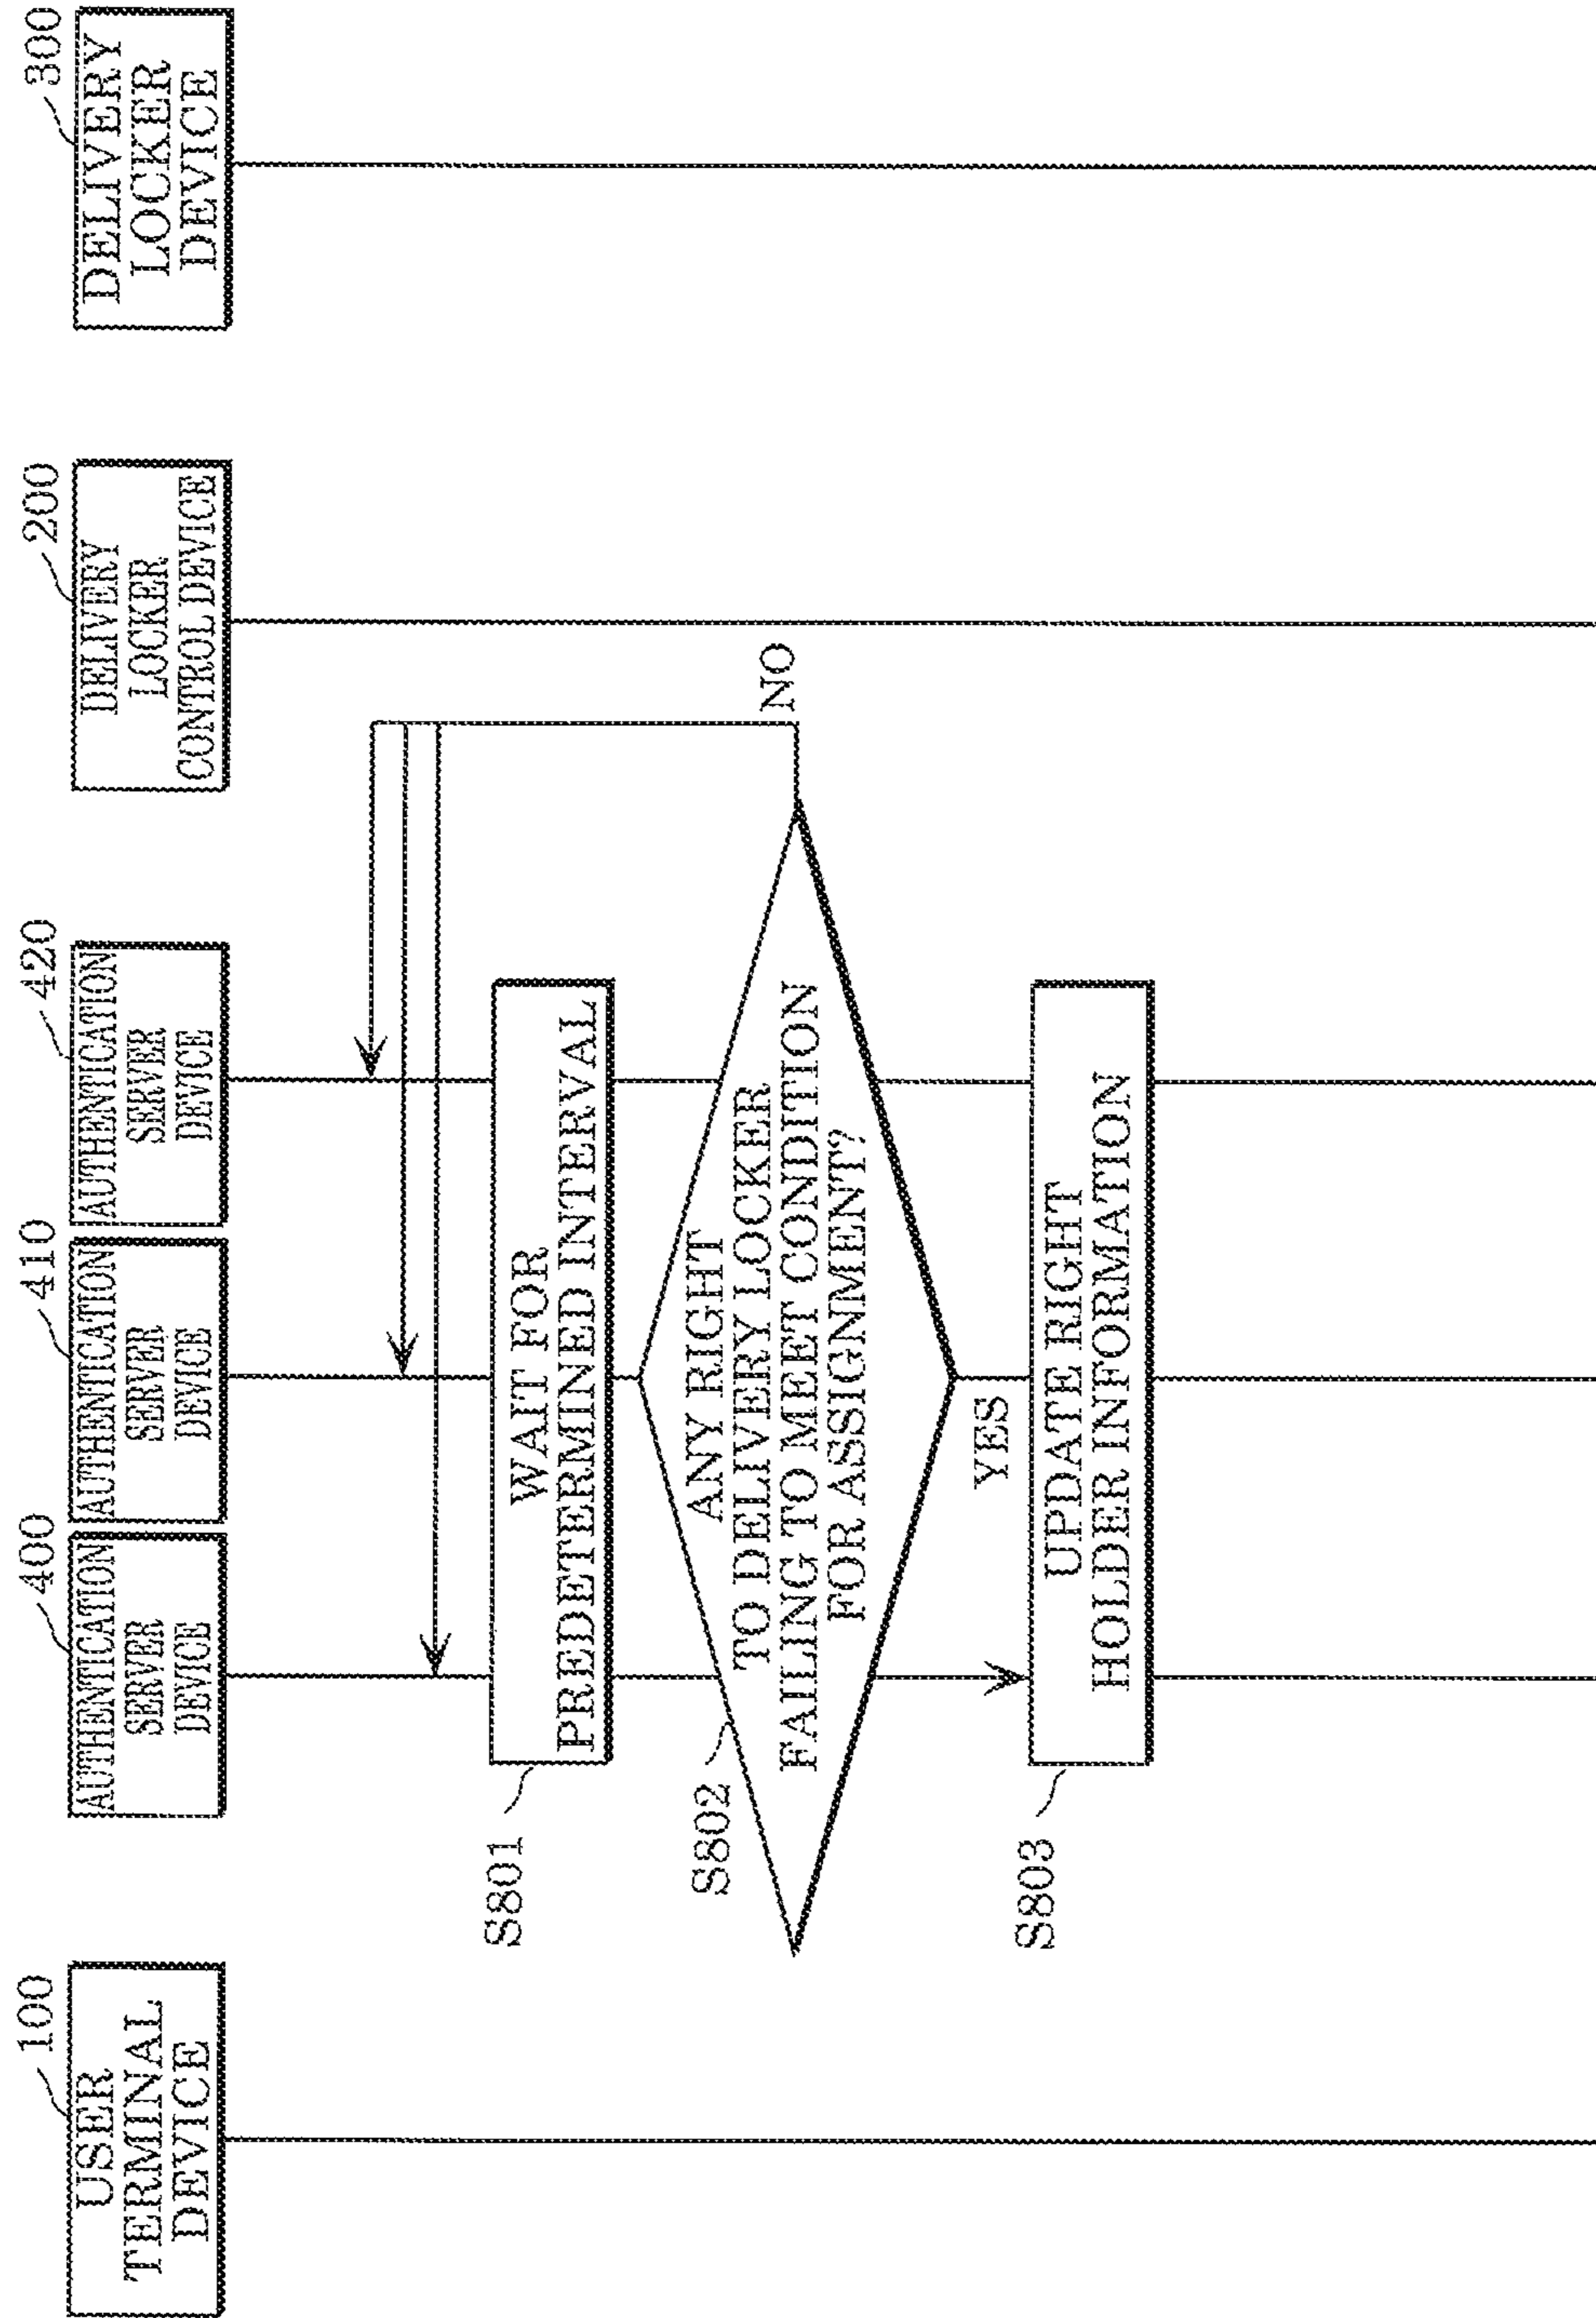 100
USER
TERMINAL
DEVICE
400
AUTHENTICATION
SERVER
DEVICE
410
AUTHENTICATION
SERVER
DEVICE
420
AUTHENTICATION
SERVER
DEVICE
200
DELIVERY
LOCKER
CONTROL DEVICE
300
DELIVERY
LOCKER
DEVICE
S801
WAIT FOR
PREDETERMINED INTERVAL
S802
ANY RIGHT
TO DELIVERY LOCKER
FAILING TO MEET CONDITION
FOR ASSIGNMENT?
NO
YES
S803
UPDATE RIGHT
HOLDER INFORMATION